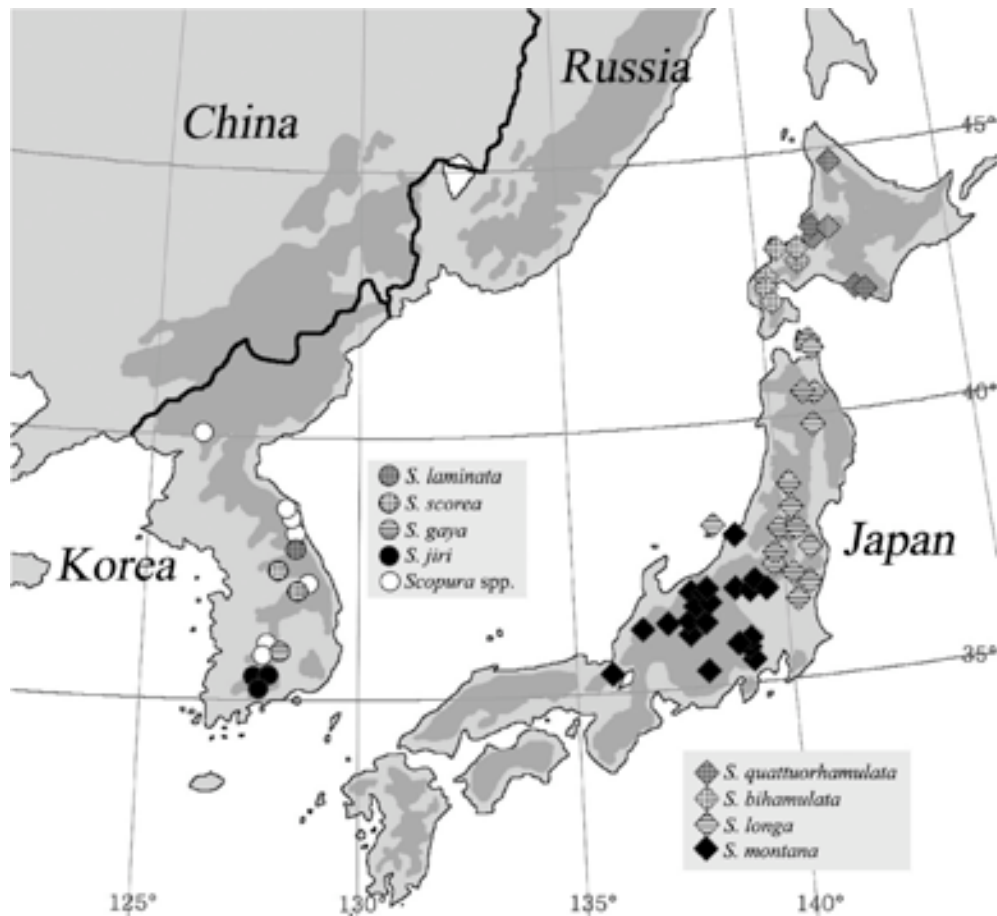 Russia
China
45°
40°
S. laminata
S. scorea
S. gaya
S. jiri
Scopura spp.
Korea
Japan
35°
S. quattuorhamulata
S. bihamulata
S. longa
S. montana
125°
130°
135°
140°